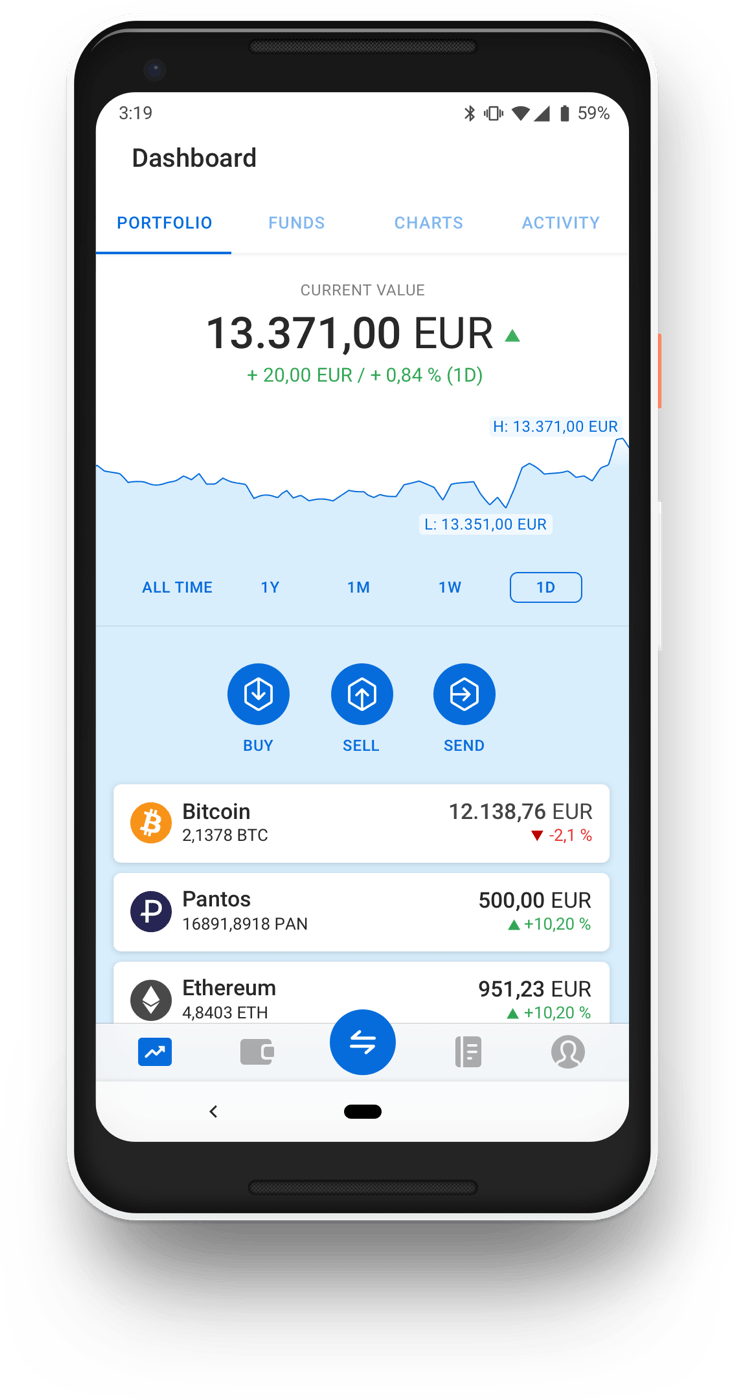 3:19 59%
Dashboard
PORTFOLIO FUNDS CHARTS ACTIVITY
CURRENT VALUE
13.371,00 EUR
+ 20,00 EUR / + 0,84 % (1D)
H: 13.371,00 EUR
L: 13.351,00 EUR
ALL TIME 1Y 1M 1W 1D
BUY SELL SEND
Bitcoin 12.138,76 EUR
2,1378 BTC -2,1 %
Pantos 500,00 EUR
16891,8918 PAN +10,20 %
Ethereum 951,23 EUR
4,8403 ETH +10,20 %